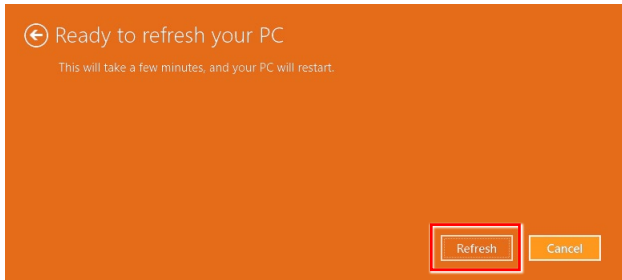 Ready to refresh your PC
This will take a few minutes, and your PC will restart.
Refresh
Cancel